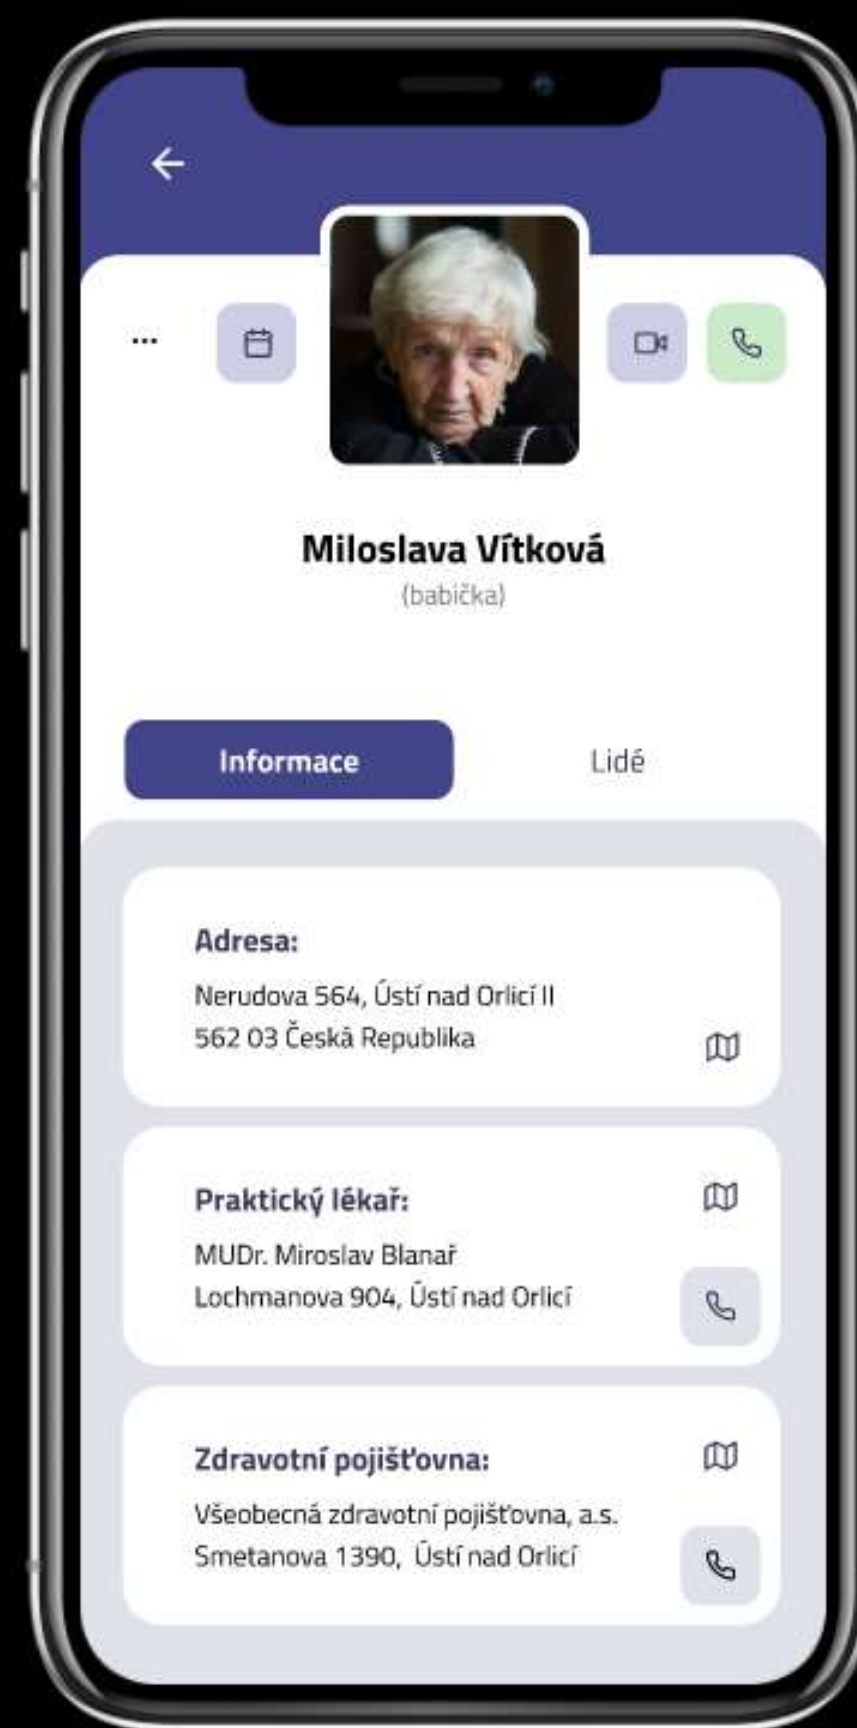 Miloslava Vítková
(babička)
Informace
Lidé
Adresa:
Nerudova 564, Ústí nad Orlicí II
562 03 Česká Republika
Praktický lékař:
MUDr. Miroslav Blanař
Lochmanova 904, Ústí nad Orlicí
Zdravotní pojišťovna:
Všeobecná zdravotní pojišťovna, a.s.
Smetanova 1390, Ústí nad Orlicí